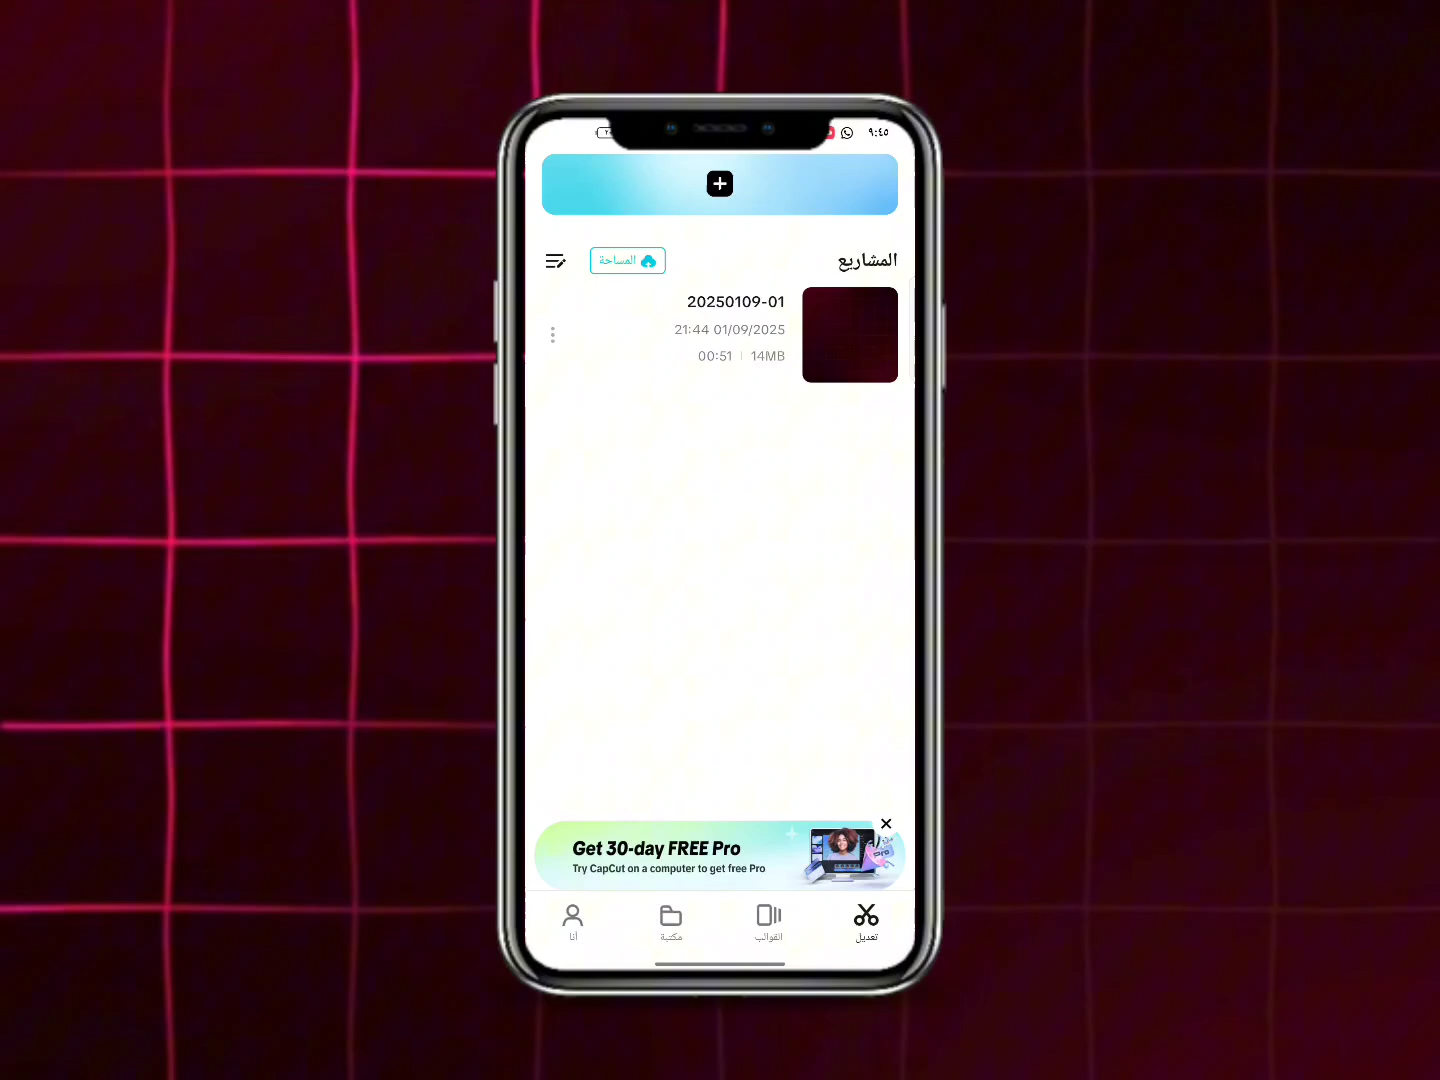 ٩:٤٥
المشاريع
المساحة
20250109-01
21:44 01/09/2025
00:51 | 14MB
Get 30-day FREE Pro
Try CapCut on a computer to get free Pro
تعديل
القوالب
مكتبة
أنا